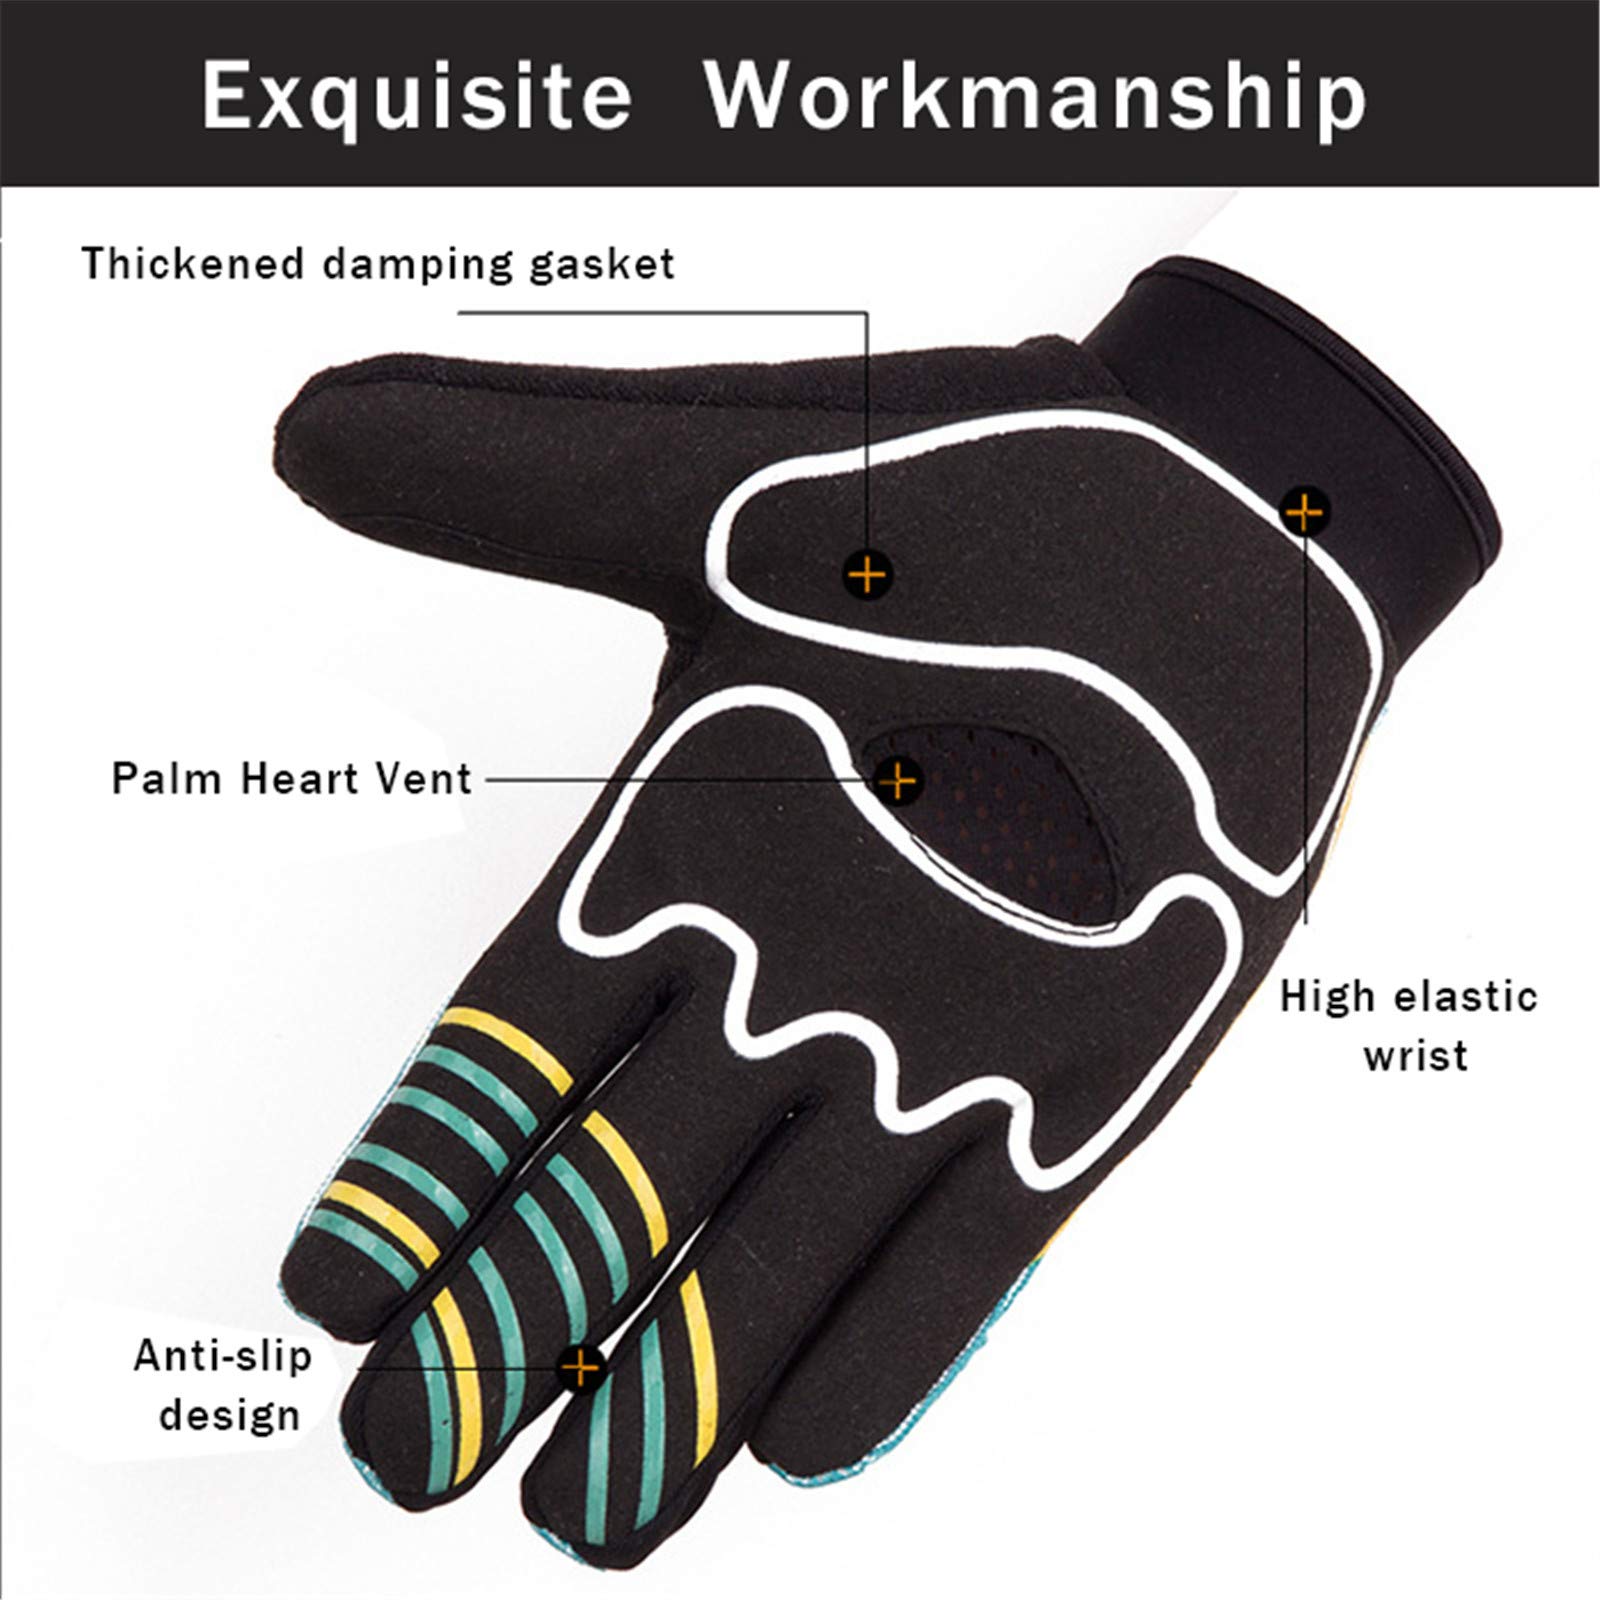 Exquisite Workmanship
Thickened damping gasket
Palm Heart Vent
High elastic
wrist
Anti-slip
design